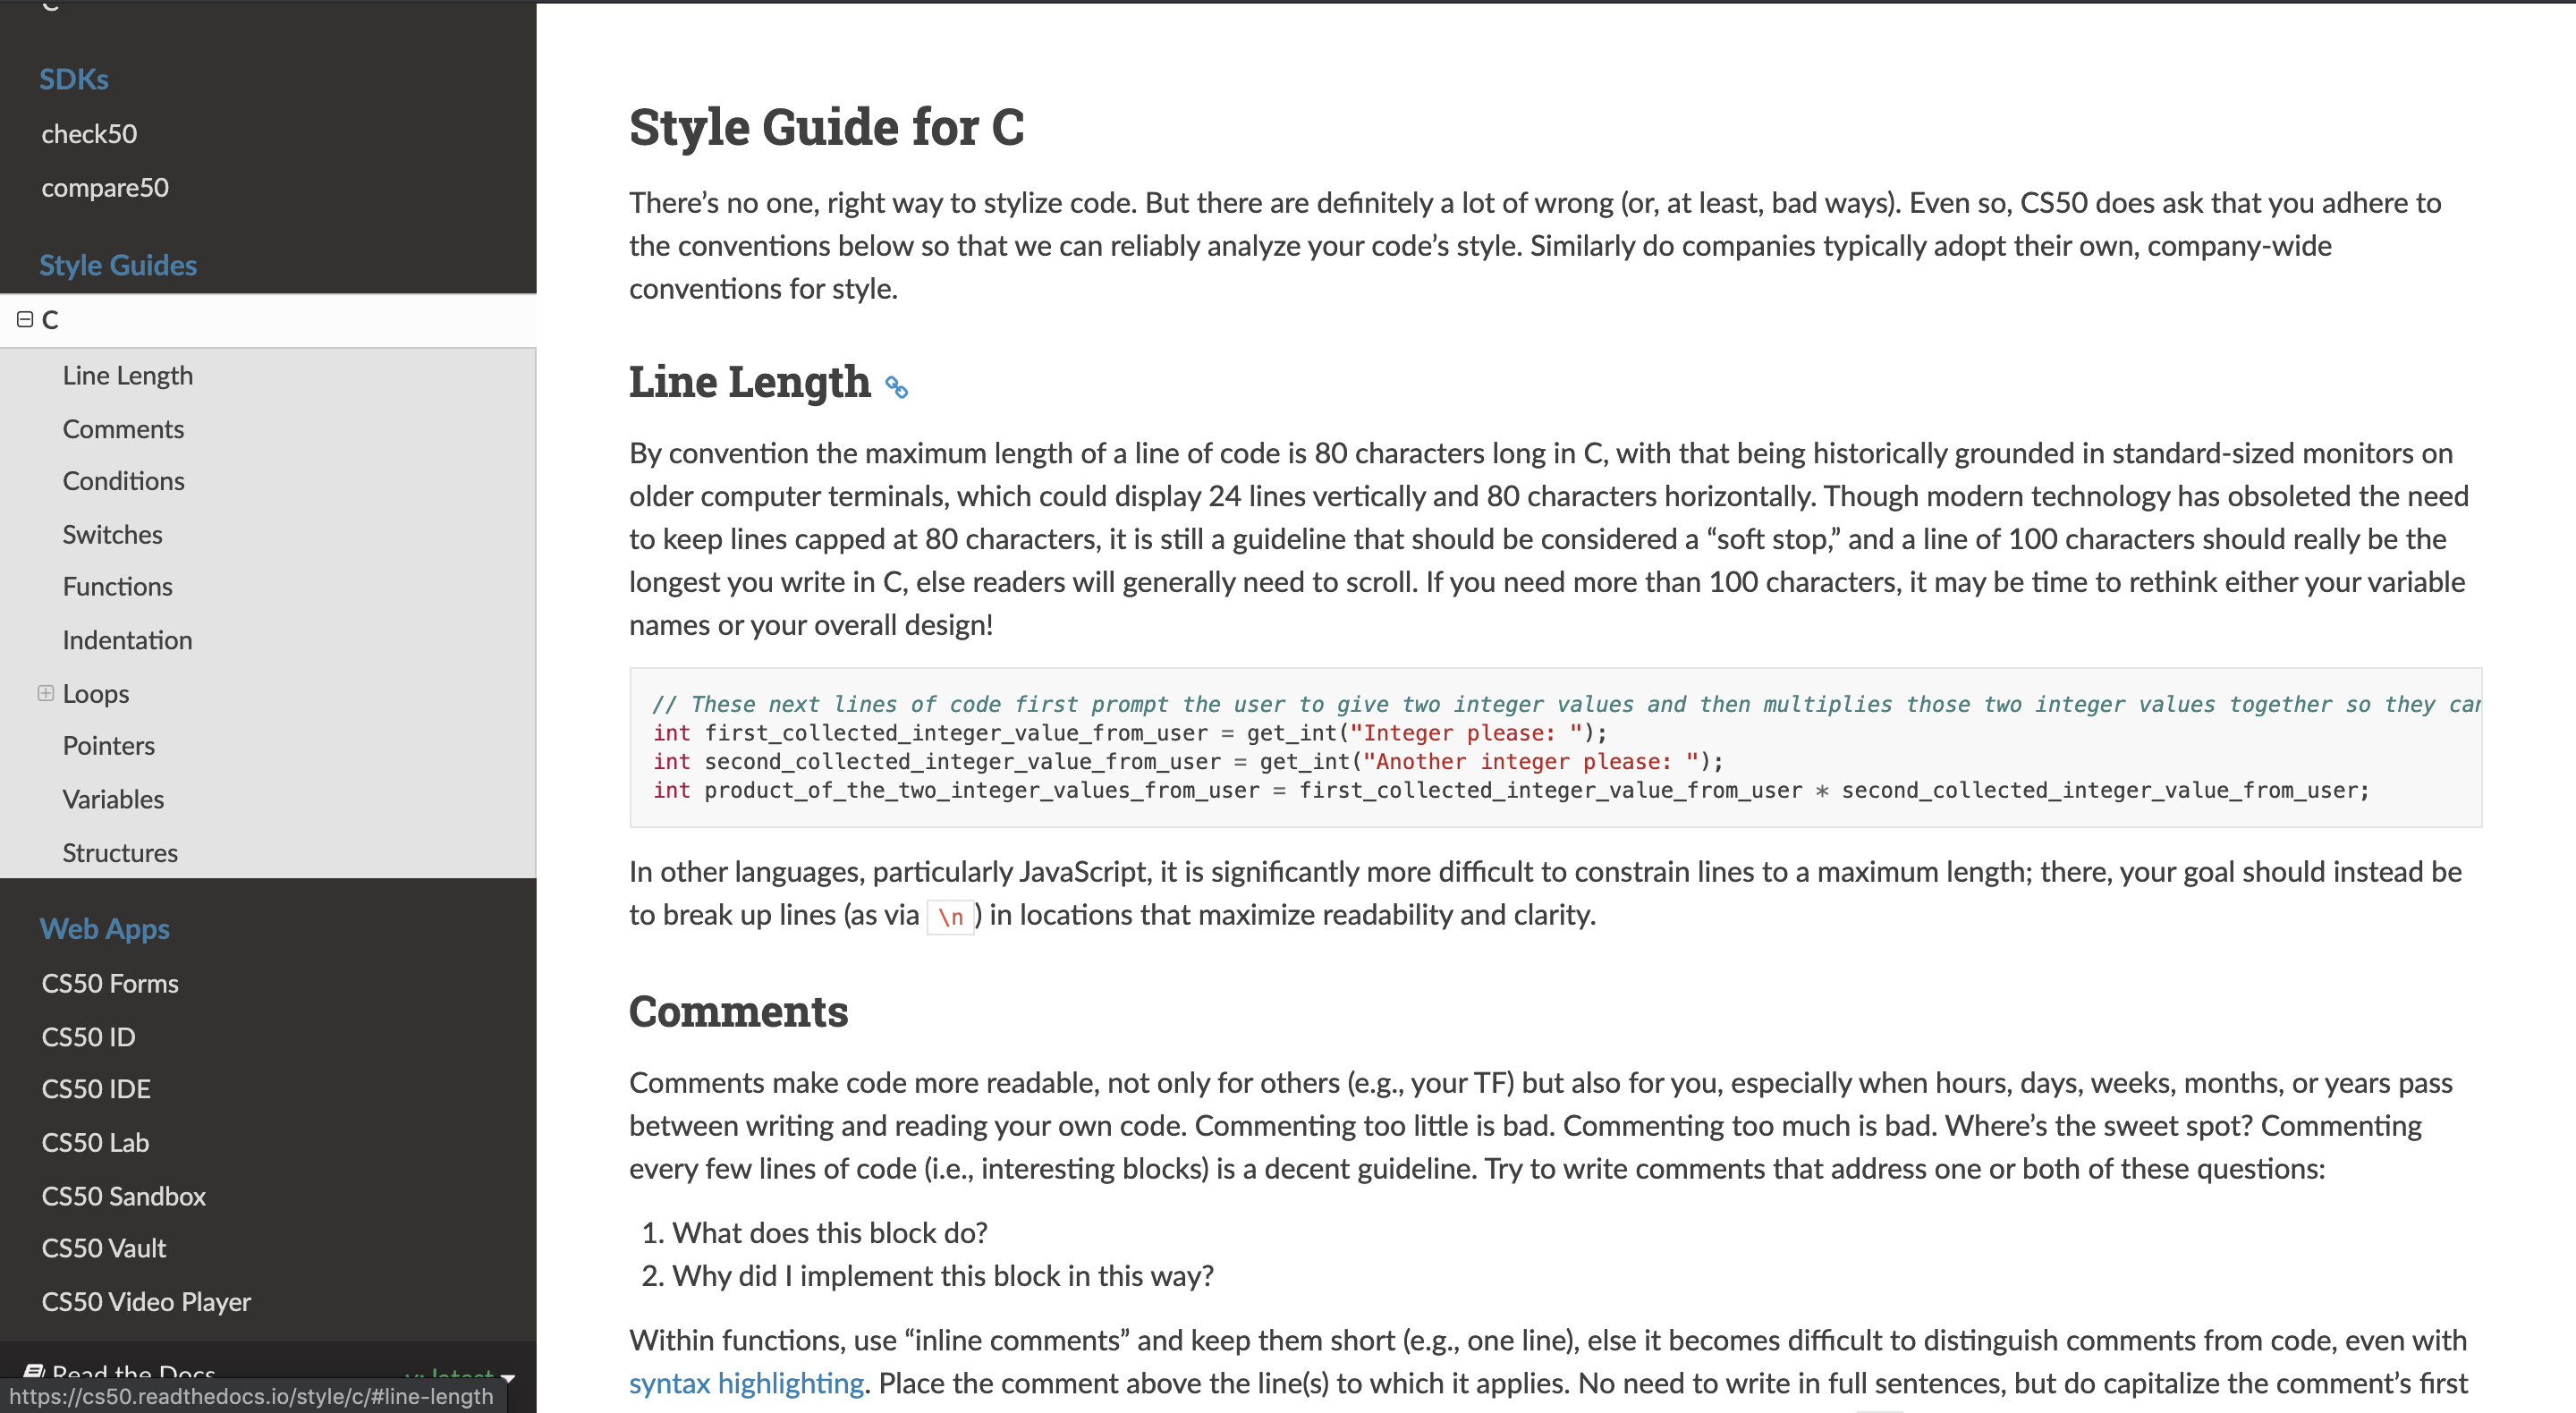 SDKs
check50
compare50
Style Guides
C
Line Length
Comments
Conditions
Switches
Functions
Indentation
Loops
Pointers
Variables
Structures
Web Apps
CS50 Forms
CS50 ID
CS50 IDE
CS50 Lab
CS50 Sandbox
CS50 Vault
CS50 Video Player
Read the Docs
v: latest
https://cs50.readthedocs.io/style/c/#line-length
Style Guide for C
There’s no one, right way to stylize code. But there are definitely a lot of wrong (or, at least, bad ways). Even so, CS50 does ask that you adhere to
the conventions below so that we can reliably analyze your code’s style. Similarly do companies typically adopt their own, company-wide
conventions for style.
Line Length
By convention the maximum length of a line of code is 80 characters long in C, with that being historically grounded in standard-sized monitors on
older computer terminals, which could display 24 lines vertically and 80 characters horizontally. Though modern technology has obsoleted the need
to keep lines capped at 80 characters, it is still a guideline that should be considered a “soft stop,” and a line of 100 characters should really be the
longest you write in C, else readers will generally need to scroll. If you need more than 100 characters, it may be time to rethink either your variable
names or your overall design!
// These next lines of code first prompt the user to give two integer values and then multiplies those two integer values together so they can
int first_collected_integer_value_from_user = get_int("Integer please: ");
int second_collected_integer_value_from_user = get_int("Another integer please: ");
int product_of_the_two_integer_values_from_user = first_collected_integer_value_from_user * second_collected_integer_value_from_user;
In other languages, particularly JavaScript, it is significantly more difficult to constrain lines to a maximum length; there, your goal should instead be
to break up lines (as via \n) in locations that maximize readability and clarity.
Comments
Comments make code more readable, not only for others (e.g., your TF) but also for you, especially when hours, days, weeks, months, or years pass
between writing and reading your own code. Commenting too little is bad. Commenting too much is bad. Where’s the sweet spot? Commenting
every few lines of code (i.e., interesting blocks) is a decent guideline. Try to write comments that address one or both of these questions:
1. What does this block do?
2. Why did I implement this block in this way?
Within functions, use “inline comments” and keep them short (e.g., one line), else it becomes difficult to distinguish comments from code, even with
syntax highlighting. Place the comment above the line(s) to which it applies. No need to write in full sentences, but do capitalize the comment’s first